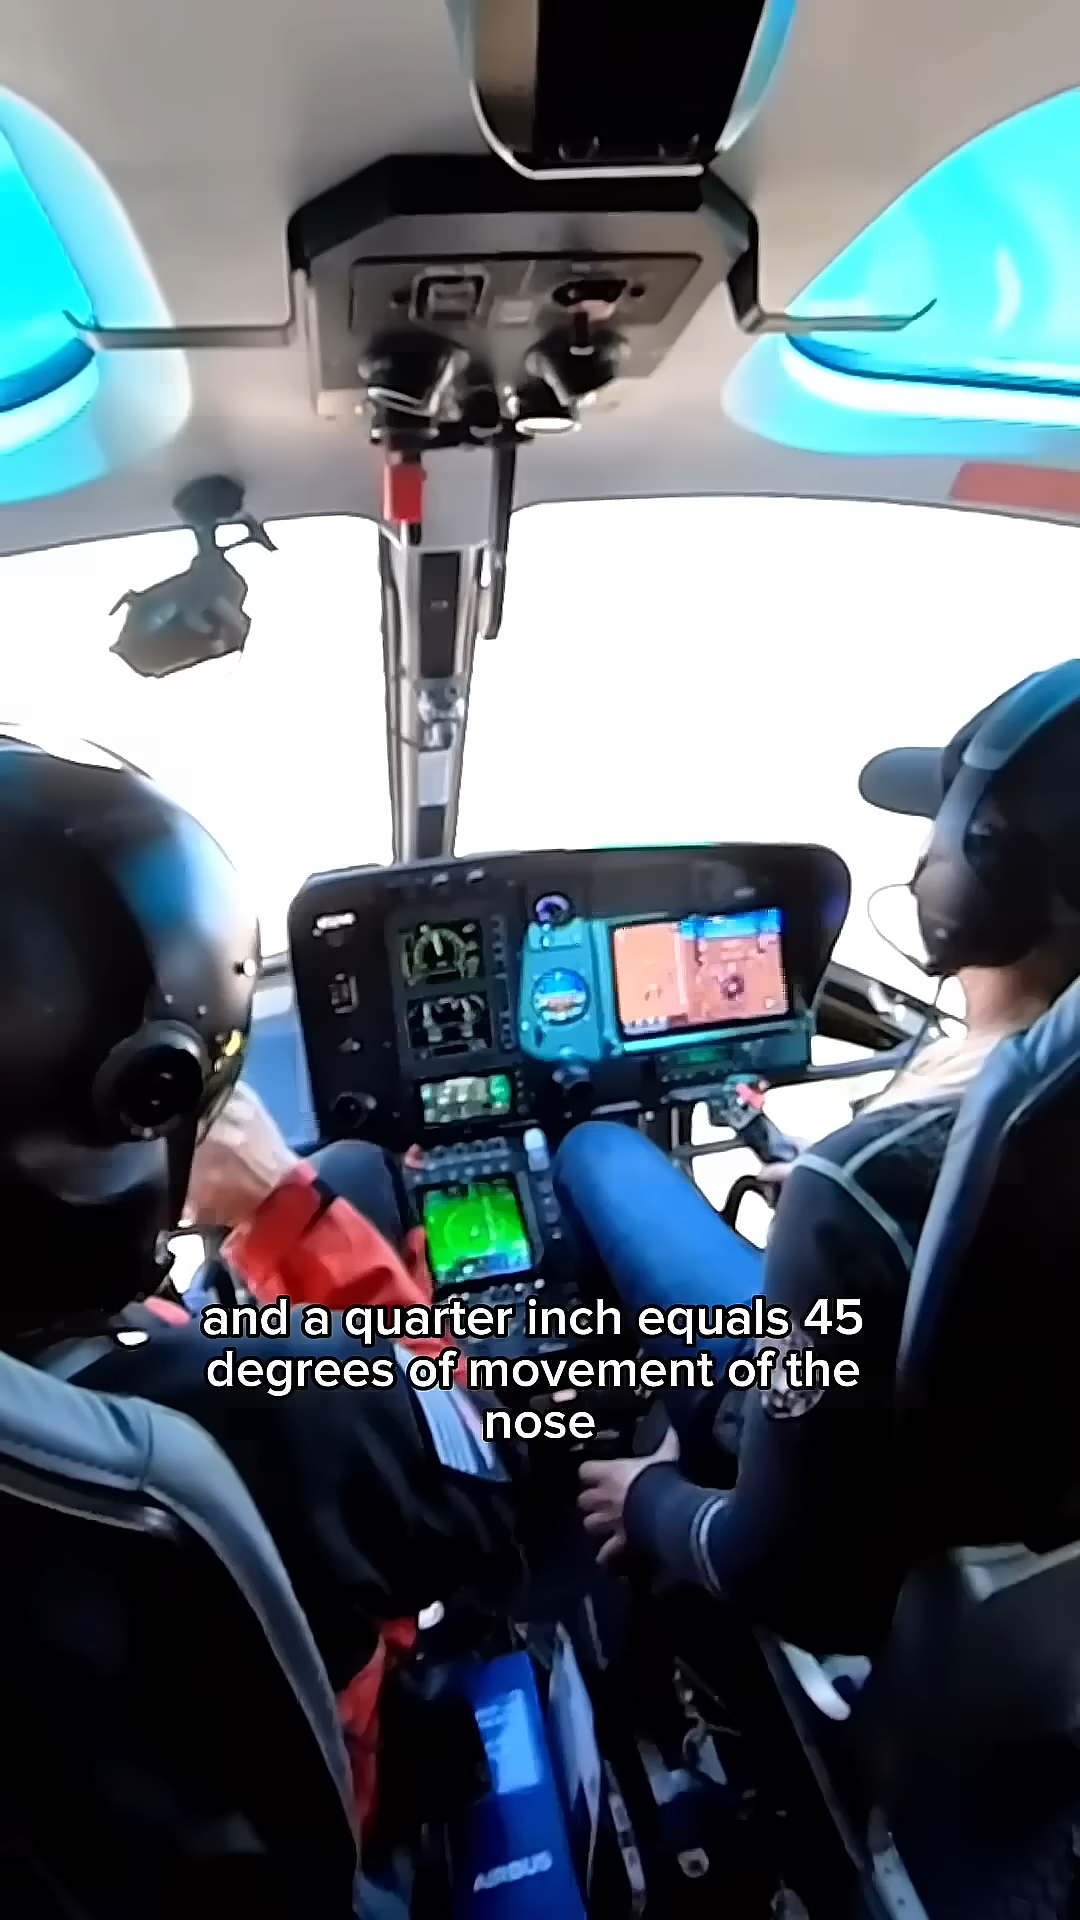 and a quarter inch equals 45
degrees of movement of the
nose
AIRBUS